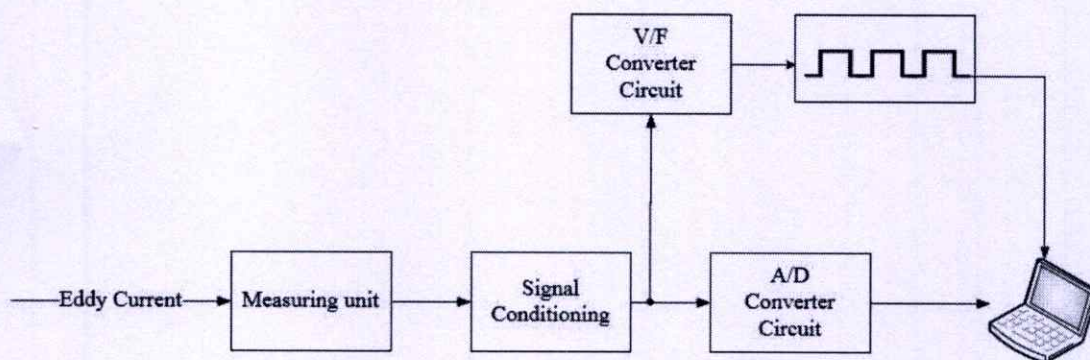 V/F
Converter
Circuit
Eddy Current
Measuring unit
Signal
Conditioning
A/D
Converter
Circuit